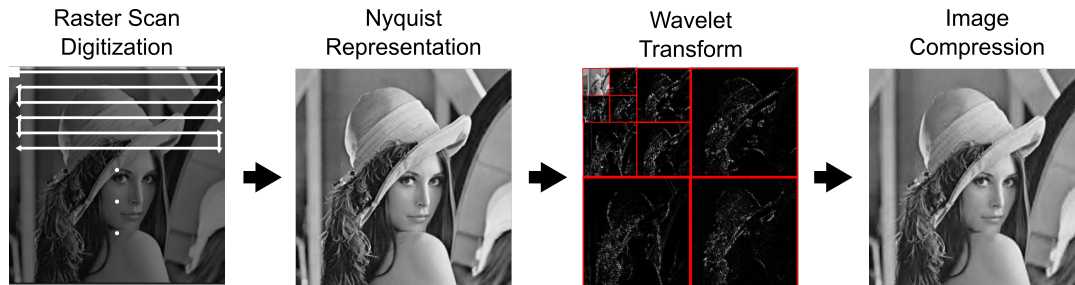 Raster Scan
Digitization
Nyquist
Representation
Wavelet
Transform
Image
Compression